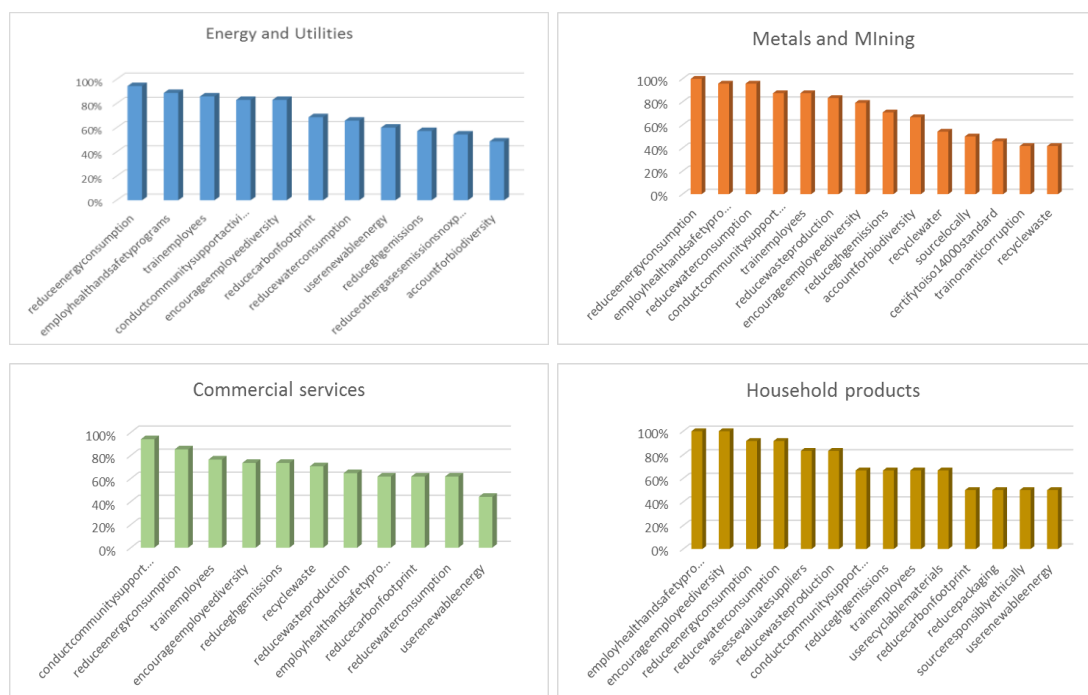 Energy and Utilities
100%
80%
60%
40%
20%
0%
reduceenergyconsumption
employhealthandsafetyprograms
trainemployees
conductcommunitysupportactivi...
encourageemployeediversity
reducecarbonfootprint
reducewaterconsumption
userenewableenergy
reduceghgemissions
reduceothergasesemissionsnoxp...
accountforbiodiversity
Metals and MIning
100%
80%
60%
40%
20%
0%
reduceenergyconsumption
employhealthandsafetypro...
reducewaterconsumption
conductcommunitysupport...
trainemployees
reducewasteproduction
encourageemployeediversity
reduceghgemissions
accountforbiodiversity
recyclewater
sourcelocally
certifytoiso14000standard
trainonanticorruption
recyclewaste
Commercial services
100%
80%
60%
40%
20%
0%
conductcommunitysupport...
reduceenergyconsumption
trainemployees
encourageemployeediversity
reduceghgemissions
recyclewaste
reducewasteproduction
employhealthandsafetypro...
reducecarbonfootprint
reducewaterconsumption
userenewableenergy
Household products
100%
80%
60%
40%
20%
0%
employhealthandsafetypro...
encourageemployeediversity
reduceenergyconsumption
reducewaterconsumption
assessevaluatesuppliers
reducewasteproduction
conductcommunitysupport...
reduceghgemissions
trainemployees
userecyclablematerials
reducecarbonfootprint
reducepackaging
sourceresponsiblyethically
userenewableenergy